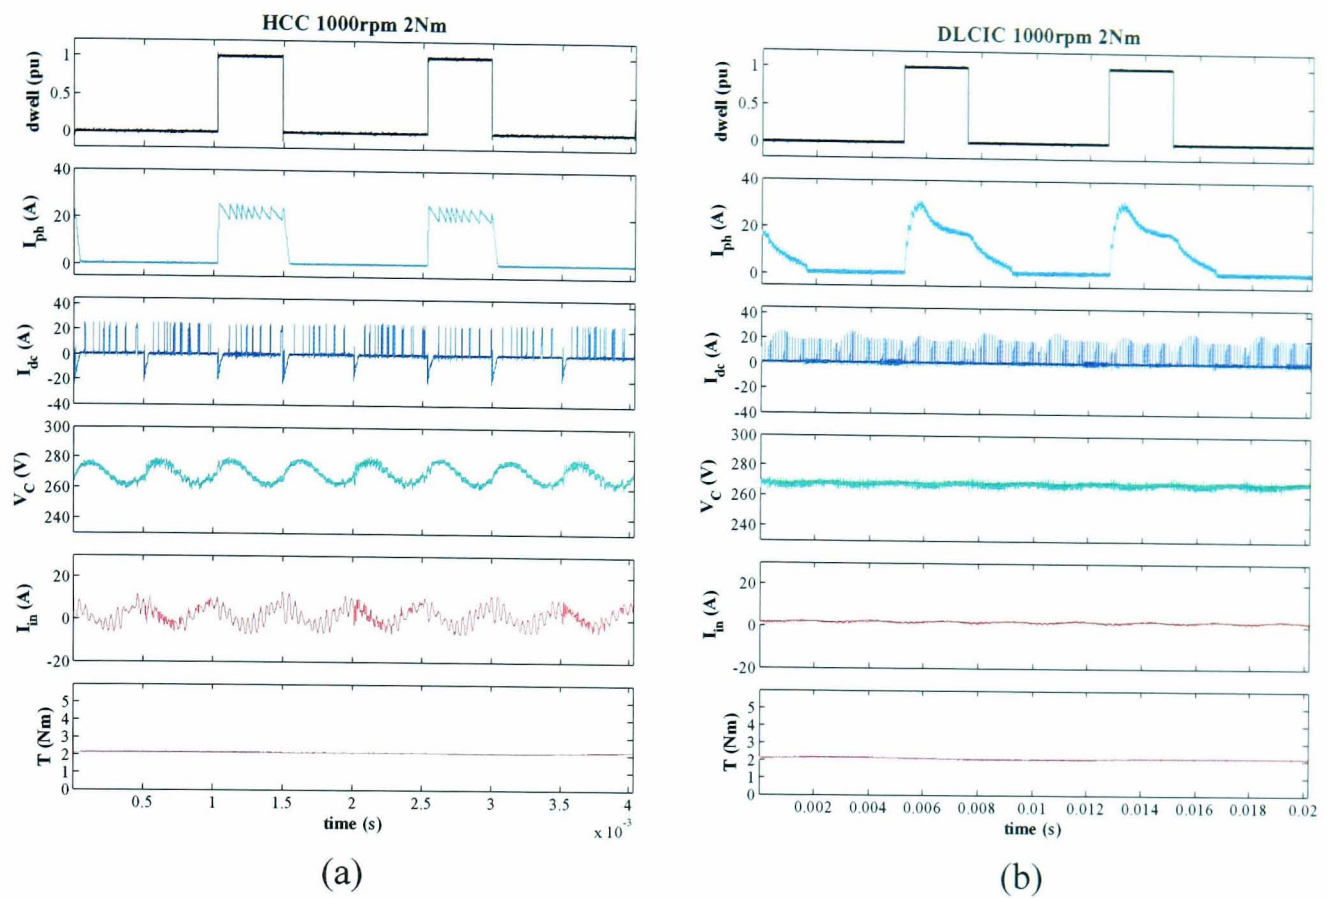 HCC 1000rpm 2Nm
dwell (pu)
1
0.5
0
I_ph (A)
40
20
0
I_dc (A)
40
20
0
-20
-40
V_C (V)
300
280
260
240
I_in (A)
20
0
-20
T (Nm)
5
4
3
2
1
0
0.5 1 1.5 2 2.5 3 3.5 4
time (s)
x 10^-3
(a)
DLCIC 1000rpm 2Nm
dwell (pu)
1
0.5
0
I_ph (A)
40
20
0
I_dc (A)
40
20
0
-20
-40
V_C (V)
300
280
260
240
I_in (A)
20
0
-20
T (Nm)
5
4
3
2
1
0
0.002 0.004 0.006 0.008 0.01 0.012 0.014 0.016 0.018 0.02
time (s)
(b)